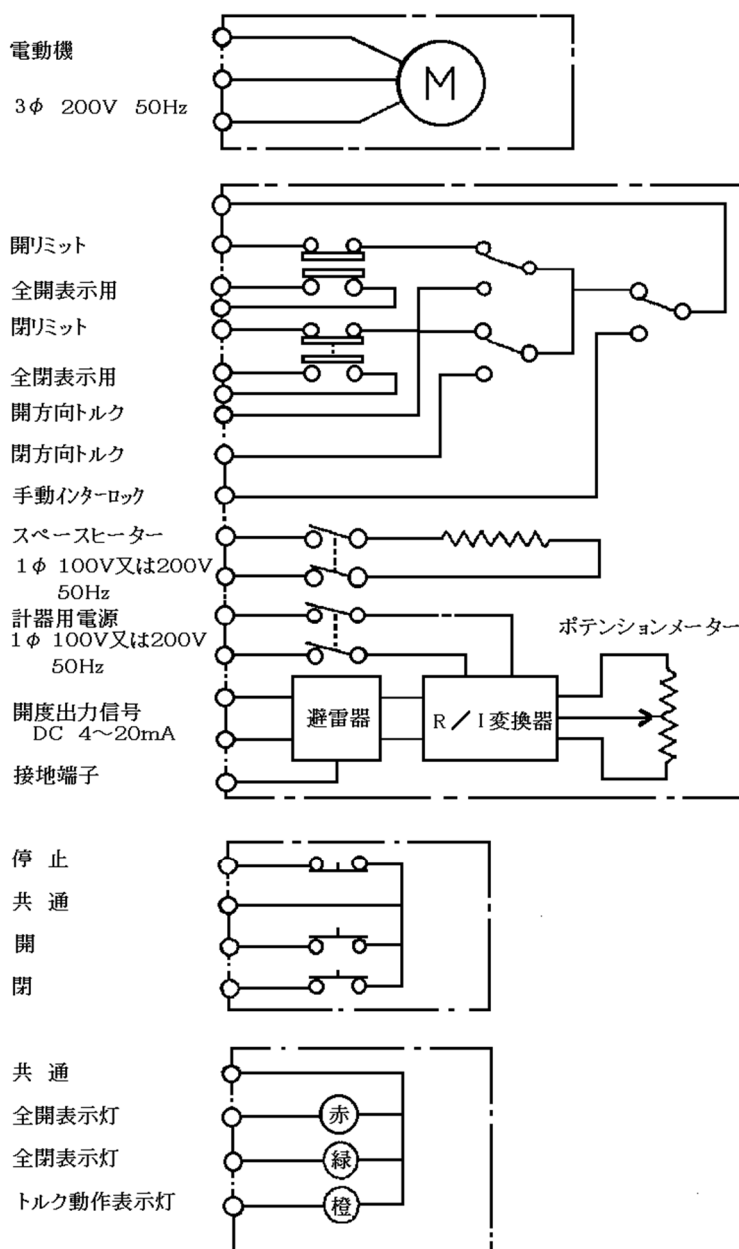 電動機
M
3φ 200V 50Hz
開リミット
全開表示用
閉リミット
全閉表示用
開方向トルク
閉方向トルク
手動インターロック
スペースヒーター
1φ 100V又は200V
50Hz
計器用電源
1φ 100V又は200V
50Hz
ポテンションメーター
開度出力信号
DC 4～20mA
避雷器
R／I変換器
接地端子
停止
共通
開
閉
共通
全開表示灯
赤
全閉表示灯
緑
トルク動作表示灯
橙